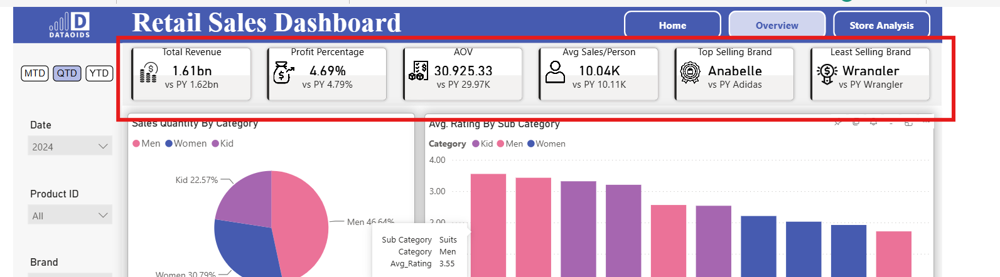 DATAOIDS
Retail Sales Dashboard
Home
Overview
Store Analysis
MTD
QTD
YTD
Total Revenue
1.61bn
vs PY 1.62bn
Profit Percentage
4.69%
vs PY 4.79%
AOV
30,925.33
vs PY 29.97K
Avg Sales/Person
10.04K
vs PY 10.11K
Top Selling Brand
Anabelle
vs PY Adidas
Least Selling Brand
Wrangler
vs PY Wrangler
Date
2024
Product ID
All
Brand
Sales Quantity By Category
Men
Women
Kid
Kid 22.57%
Men 46.64%
Women 30.79%
Avg. Rating By Sub Category
Category
Kid
Men
Women
4.00
3.00
2.00
Sub Category Suits
Category Men
Avg_Rating 3.55